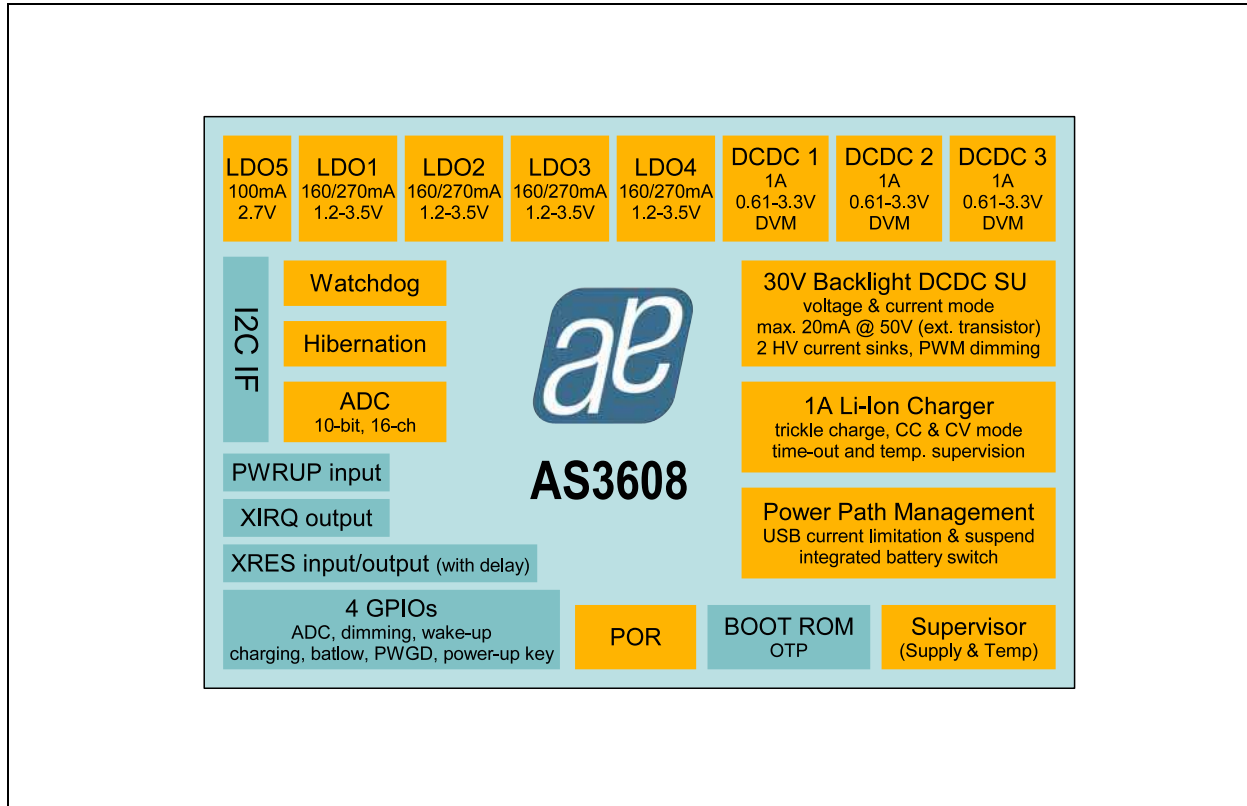 LDO5
100mA
2.7V
LDO1
160/270mA
1.2-3.5V
LDO2
160/270mA
1.2-3.5V
LDO3
160/270mA
1.2-3.5V
LDO4
160/270mA
1.2-3.5V
DCDC 1
1A
0.61-3.3V
DVM
DCDC 2
1A
0.61-3.3V
DVM
DCDC 3
1A
0.61-3.3V
DVM
I2C IF
Watchdog
Hibernation
ADC
10-bit, 16-ch
PWRUP input
XIRQ output
XRES input/output (with delay)
4 GPIOs
ADC, dimming, wake-up
charging, batlow, PWGD, power-up key
ae
AS3608
30V Backlight DCDC SU
voltage & current mode
max. 20mA @ 50V (ext. transistor)
2 HV current sinks, PWM dimming
1A Li-Ion Charger
trickle charge, CC & CV mode
time-out and temp. supervision
Power Path Management
USB current limitation & suspend
integrated battery switch
POR
BOOT ROM
OTP
Supervisor
(Supply & Temp)